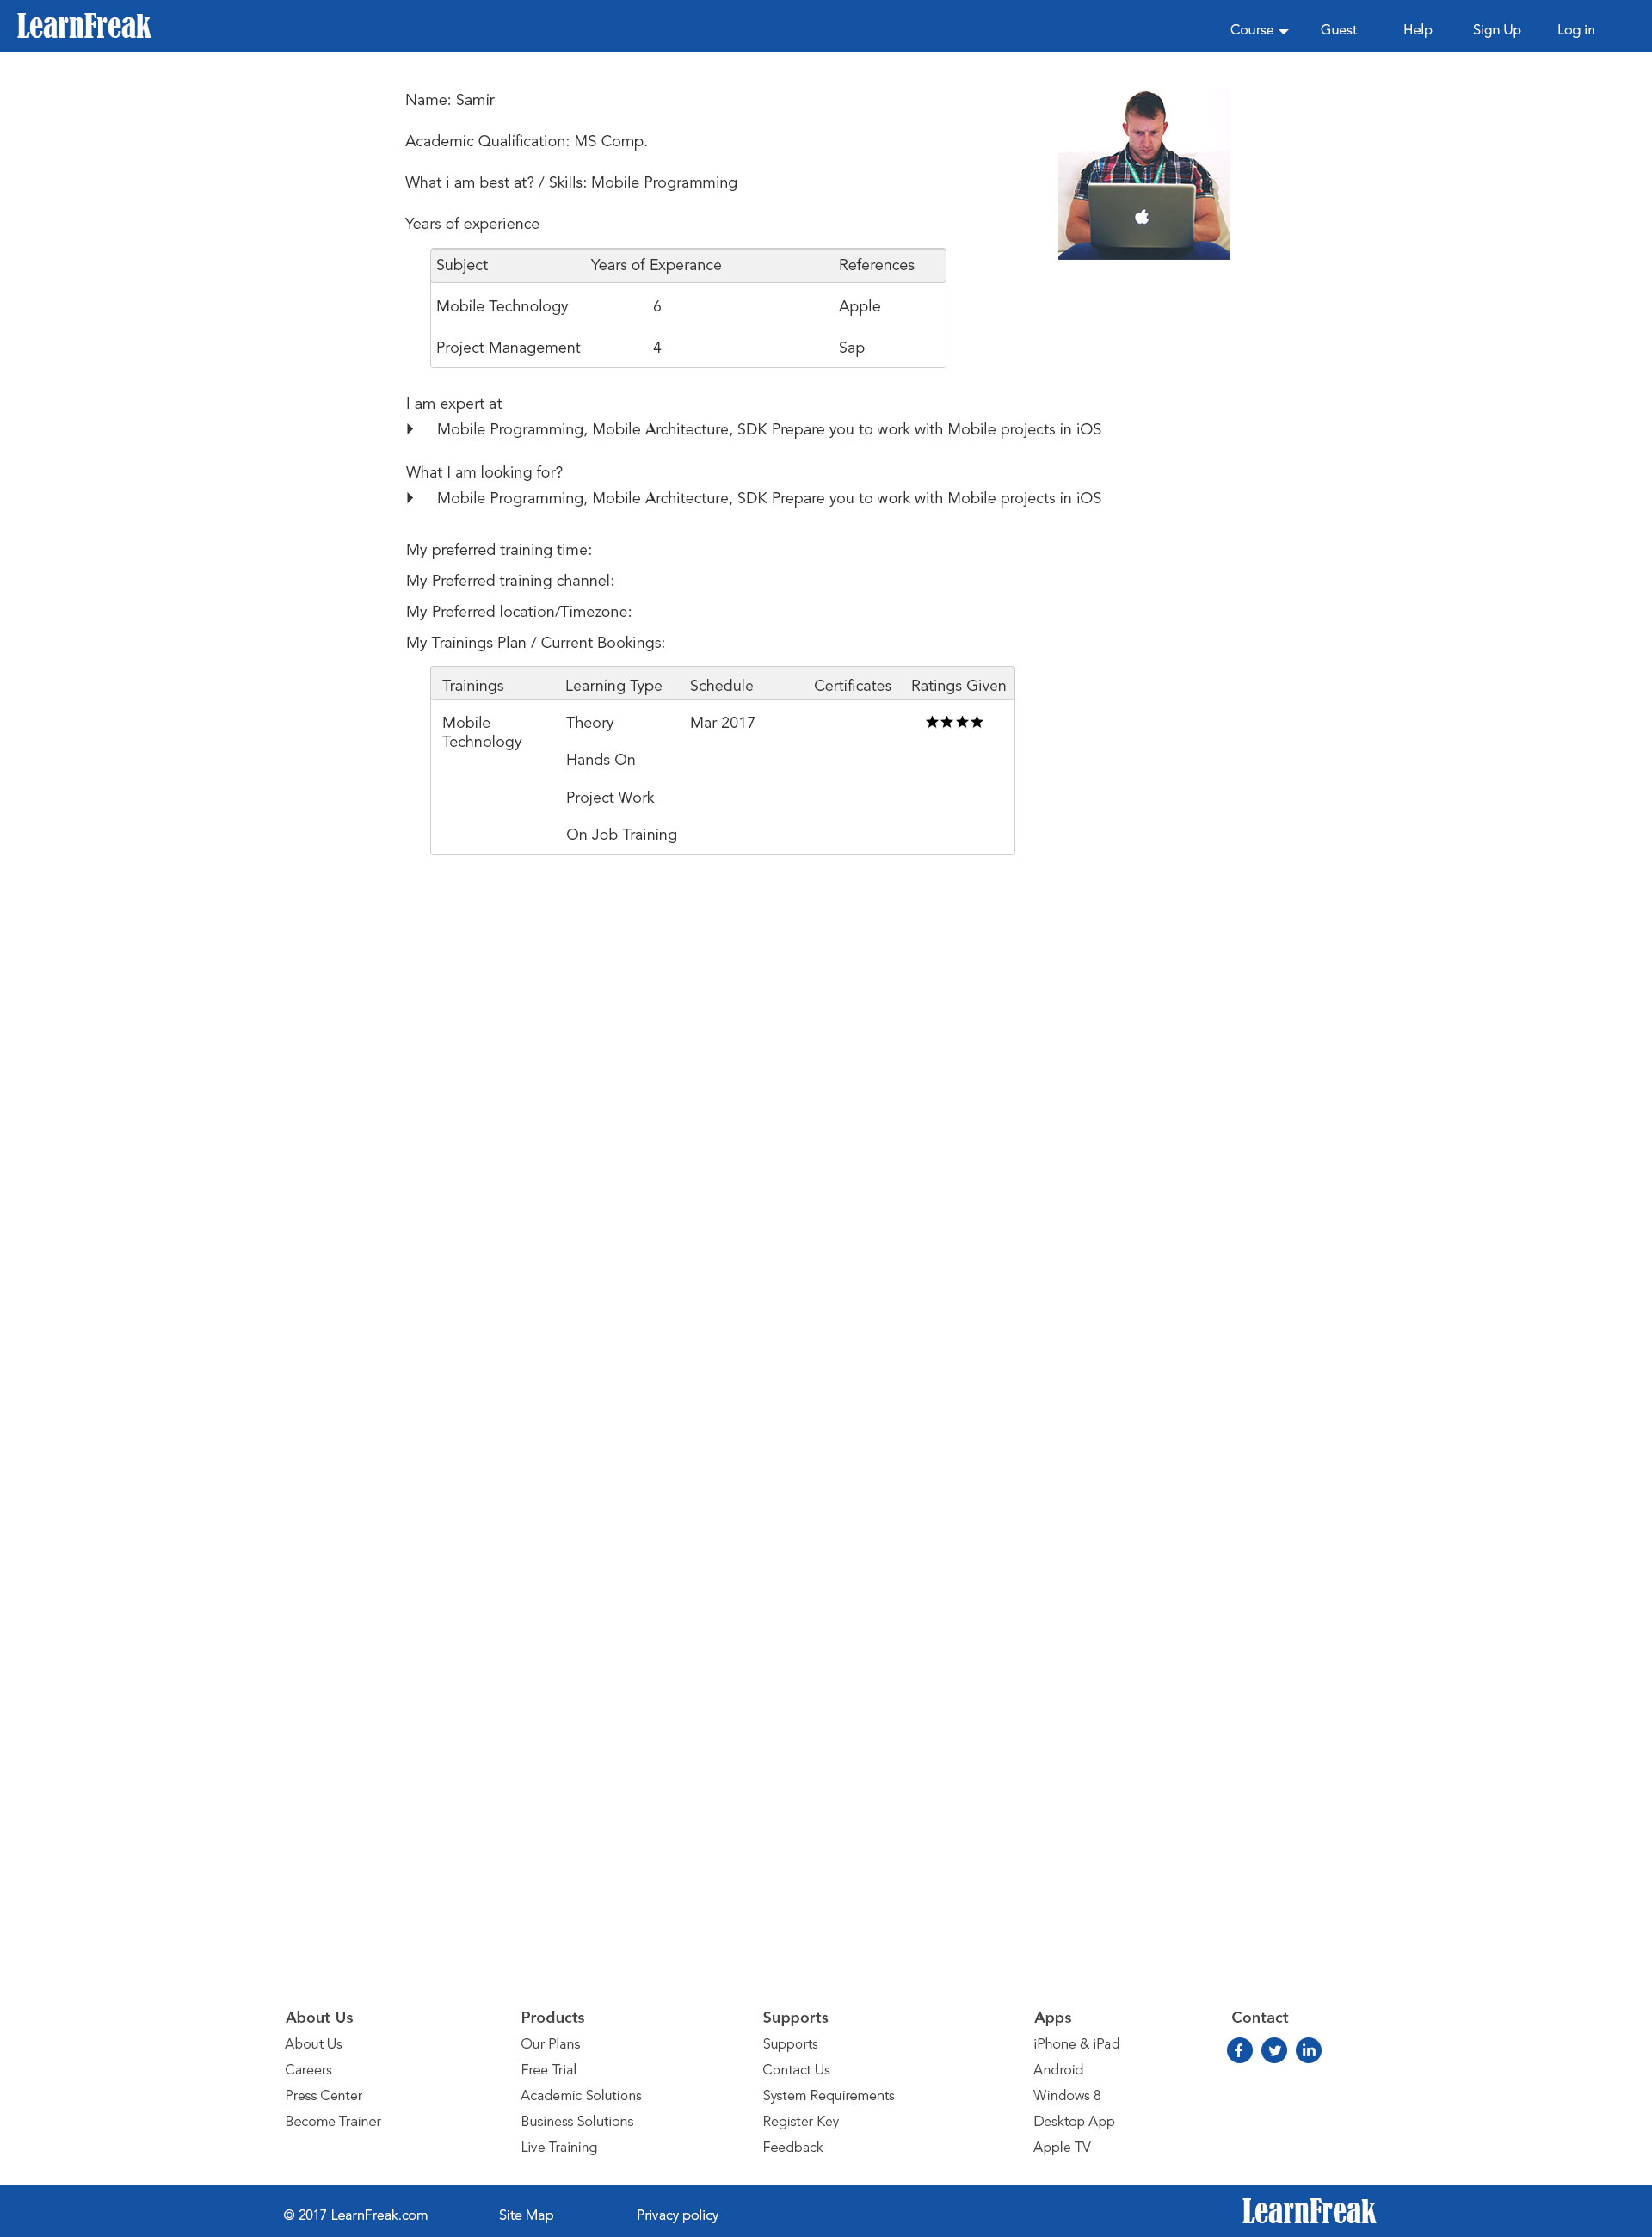 LearnFreak
Course Guest Help Sign Up Log in
Name: Samir
Academic Qualification: MS Comp.
What i am best at? / Skills: Mobile Programming
Years of experience
Subject Years of Experance References
Mobile Technology 6 Apple
Project Management 4 Sap
I am expert at
Mobile Programming, Mobile Architecture, SDK Prepare you to work with Mobile projects in iOS
What I am looking for?
Mobile Programming, Mobile Architecture, SDK Prepare you to work with Mobile projects in iOS
My preferred training time:
My Preferred training channel:
My Preferred location/Timezone:
My Trainings Plan / Current Bookings:
Trainings Learning Type Schedule Certificates Ratings Given
Mobile Theory Mar 2017 ★★★★
Technology
Hands On
Project Work
On Job Training
About Us Products Supports Apps Contact
About Us Our Plans Supports iPhone & iPad
Careers Free Trial Contact Us Android
Press Center Academic Solutions System Requirements Windows 8
Become Trainer Business Solutions Register Key Desktop App
Live Training Feedback Apple TV
© 2017 LearnFreak.com Site Map Privacy policy LearnFreak